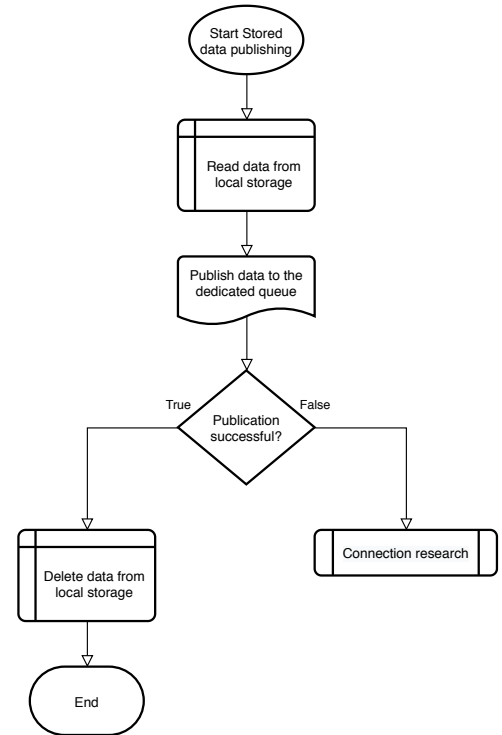 Start Stored
data publishing
Read data from
local storage
Publish data to the
dedicated queue
True
False
Publication
successful?
Delete data from
local storage
Connection research
End